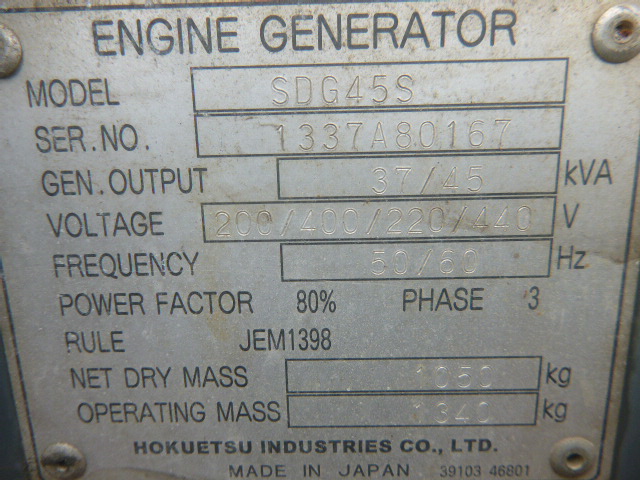 ENGINE GENERATOR
MODEL SDG45S
SER.NO. 1337A80167
GEN.OUTPUT 37/45 kVA
VOLTAGE 200/400/220/440 V
FREQUENCY 50/60 Hz
POWER FACTOR 80% PHASE 3
RULE JEM1398
NET DRY MASS 1050 kg
OPERATING MASS 1340 kg
HOKUETSU INDUSTRIES CO., LTD.
MADE IN JAPAN 39103 46801